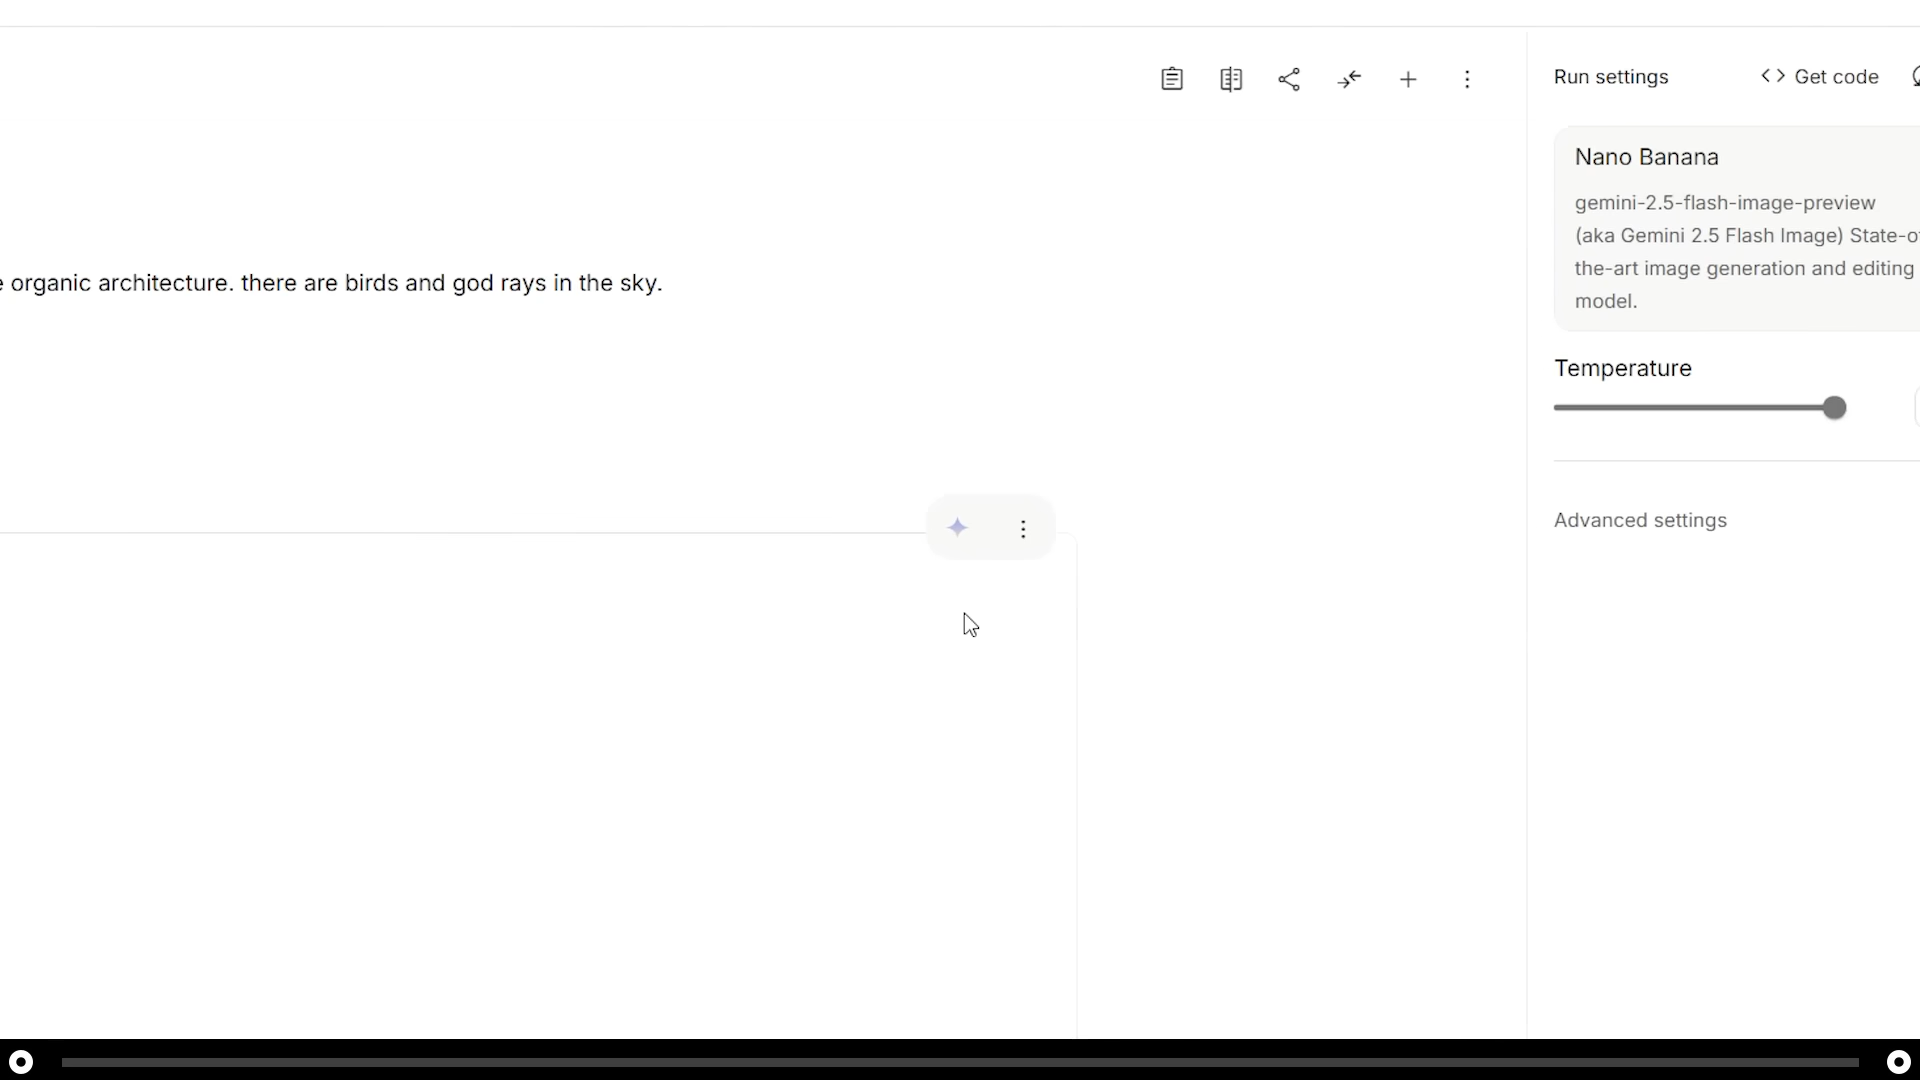 Run settings
Get code
Nano Banana
gemini-2.5-flash-image-preview
(aka Gemini 2.5 Flash Image) State-o
the-art image generation and editing
model.
organic architecture. there are birds and god rays in the sky.
Temperature
Advanced settings